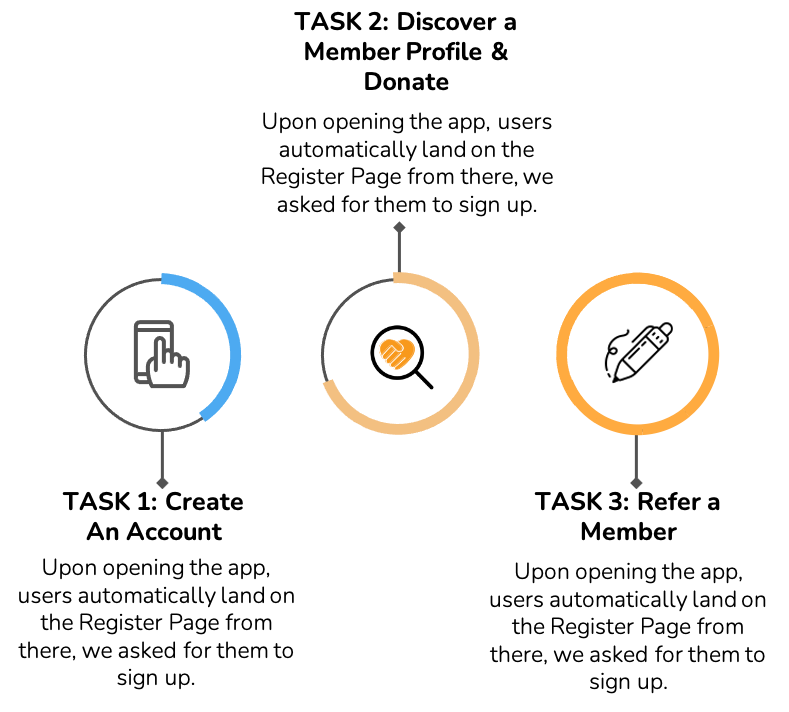 TASK 2: Discover a
Member Profile &
Donate
Upon opening the app, users
automatically land on the
Register Page from there, we
asked for them to sign up.
TASK 1: Create
An Account
Upon opening the app,
users automatically land on
the Register Page from
there, we asked for them to
sign up.
TASK 3: Refer a
Member
Upon opening the app,
users automatically land on
the Register Page from
there, we asked for them to
sign up.